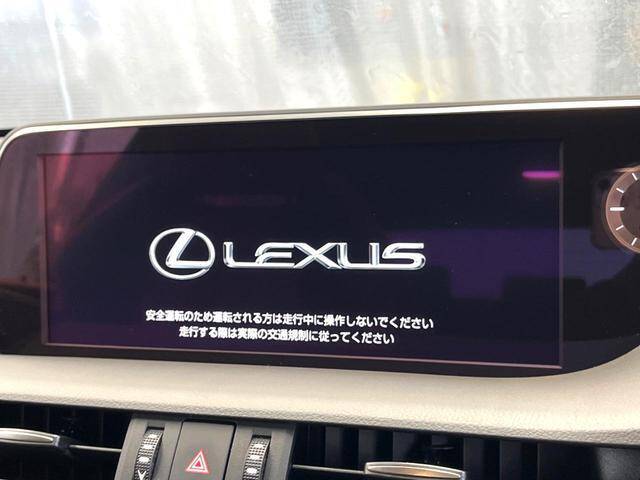 LEXUS
安全運転のため運転される方は走行中に操作しないでください
走行する際は実際の交通規制に従ってください